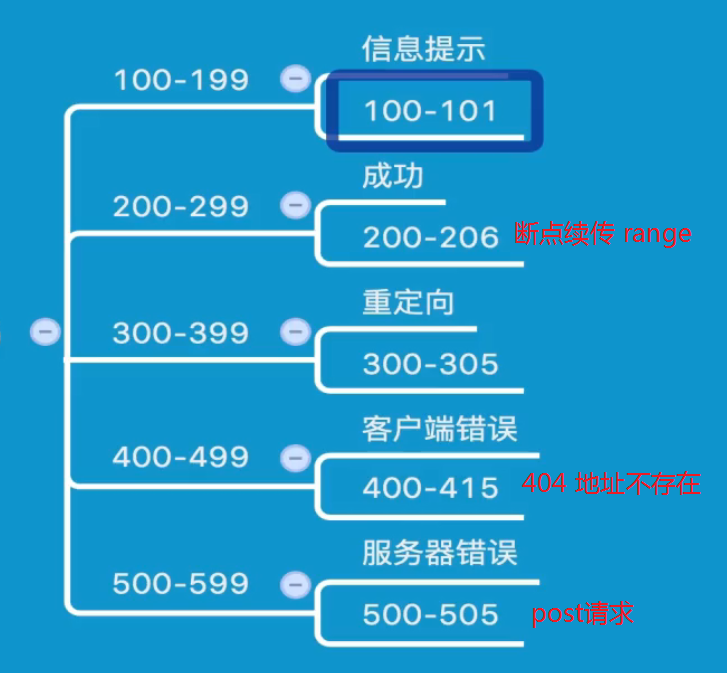 信息提示
100-199
100-101
成功
200-299
200-206 断点续传 range
重定向
300-399
300-305
客户端错误
400-499
400-415 404 地址不存在
服务器错误
500-599
500-505 post请求